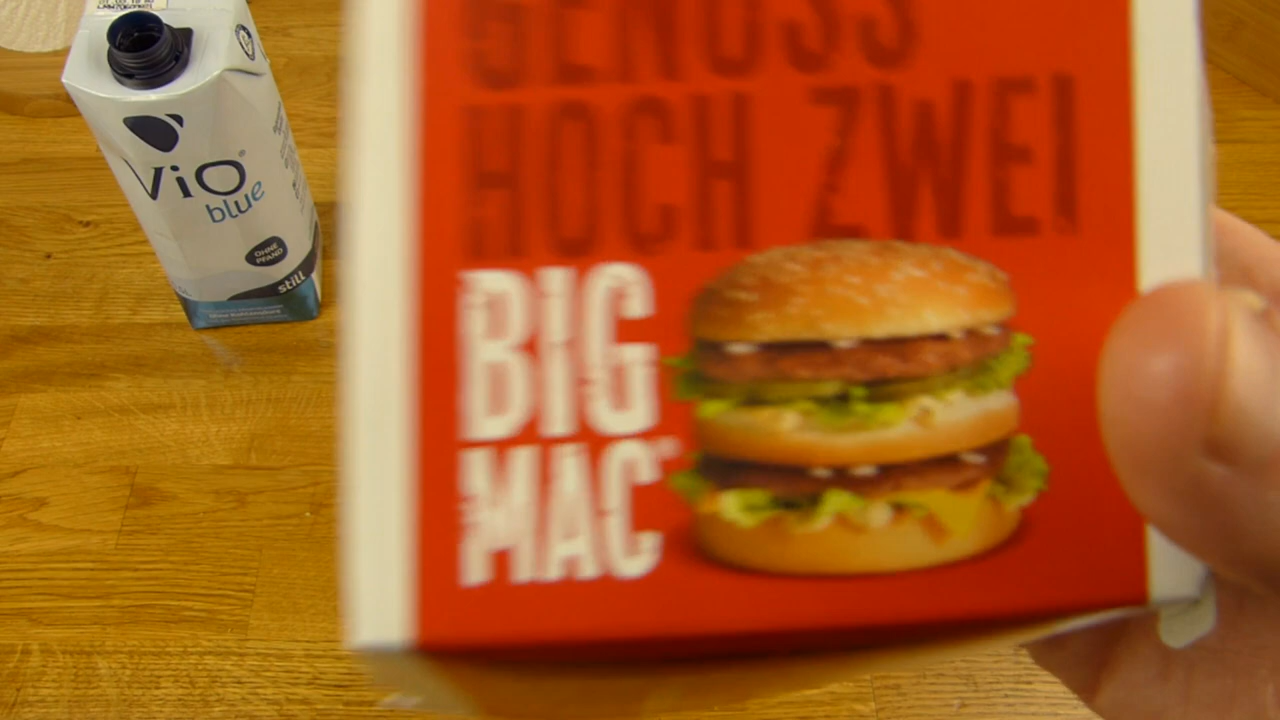 ViO
blue
OHNE
PFAND
still
GENUSS
HOCH ZWEI
BIG
MAC